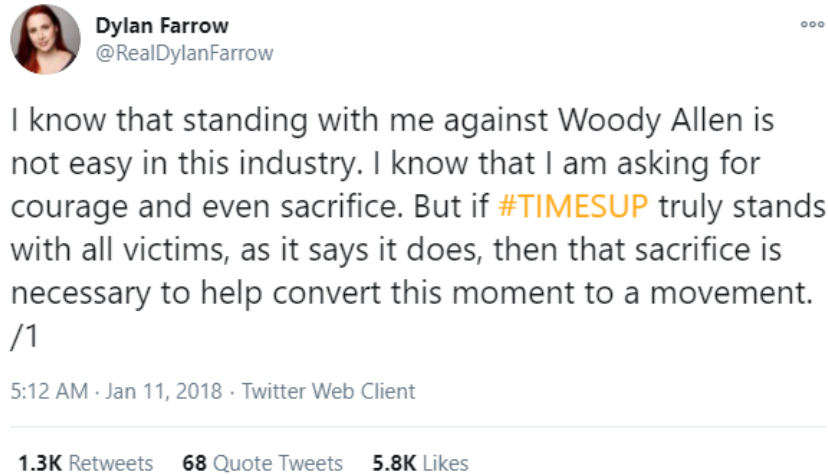 Dylan Farrow
@RealDylanFarrow
I know that standing with me against Woody Allen is
not easy in this industry. I know that I am asking for
courage and even sacrifice. But if #TIMESUP truly stands
with all victims, as it says it does, then that sacrifice is
necessary to help convert this moment to a movement.
/1
5:12 AM · Jan 11, 2018 · Twitter Web Client
1.3K Retweets 68 Quote Tweets 5.8K Likes